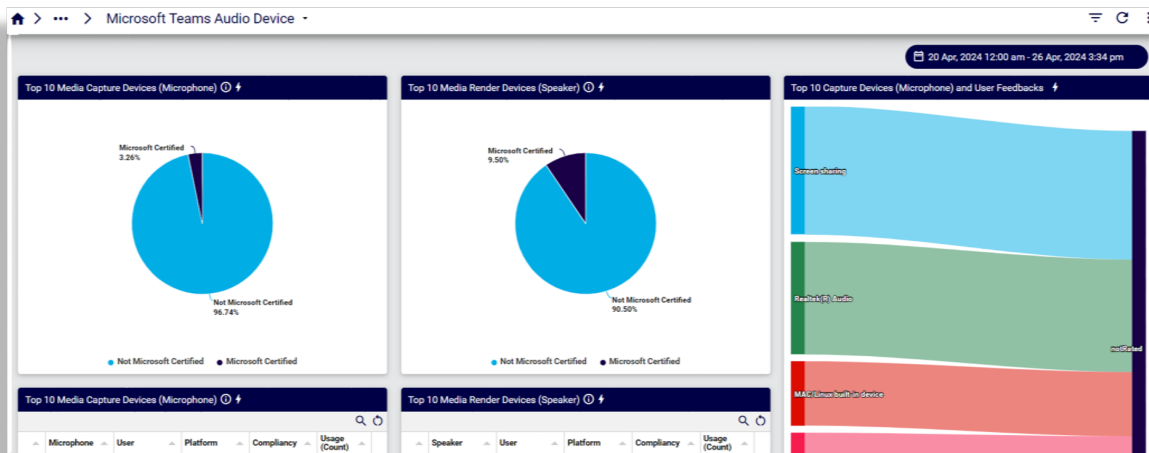 Microsoft Teams Audio Device
20 Apr, 2024 12:00 am - 26 Apr, 2024 3:34 pm
Top 10 Media Capture Devices (Microphone)
Microsoft Certified
3.26%
Not Microsoft Certified
96.74%
Not Microsoft Certified
Microsoft Certified
Top 10 Media Render Devices (Speaker)
Microsoft Certified
9.50%
Not Microsoft Certified
90.50%
Not Microsoft Certified
Microsoft Certified
Top 10 Capture Devices (Microphone) and User Feedbacks
Screen sharing
Realtek(R) Audio
notRated
MAC/Linux built-in device
Top 10 Media Capture Devices (Microphone)
Microphone User Platform Compliancy Usage (Count)
Top 10 Media Render Devices (Speaker)
Speaker User Platform Compliancy Usage (Count)